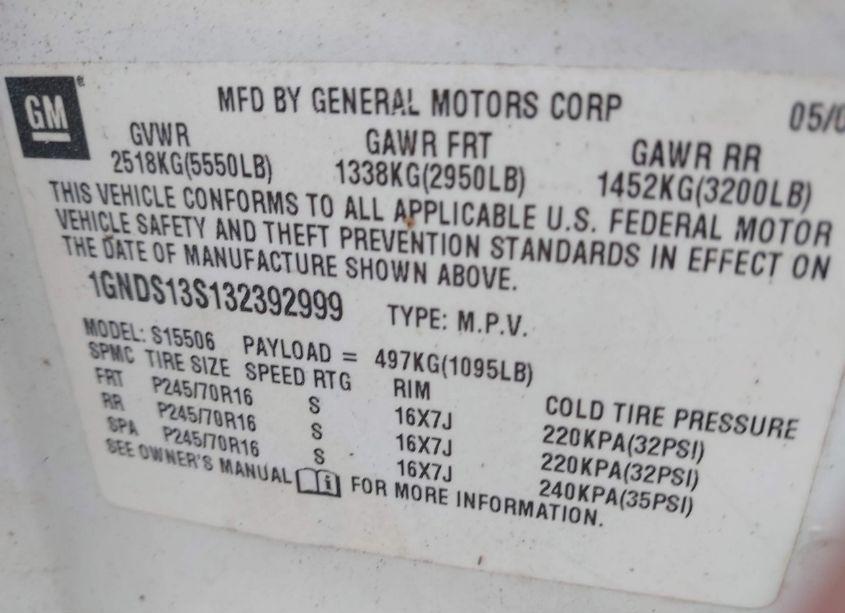 GM ®
MFD BY GENERAL MOTORS CORP 05/0
GVWR GAWR FRT GAWR RR
2518KG(5550LB) 1338KG(2950LB) 1452KG(3200LB)
THIS VEHICLE CONFORMS TO ALL APPLICABLE U.S. FEDERAL MOTOR
VEHICLE SAFETY AND THEFT PREVENTION STANDARDS IN EFFECT ON
THE DATE OF MANUFACTURE SHOWN ABOVE.
1GNDS13S132392999 TYPE: M.P.V.
MODEL: S15506 PAYLOAD = 497KG(1095LB)
SPMC TIRE SIZE SPEED RTG RIM COLD TIRE PRESSURE
FRT P245/70R16 S 16X7J 220KPA(32PSI)
RR P245/70R16 S 16X7J 220KPA(32PSI)
SPA P245/70R16 S 16X7J 240KPA(35PSI)
SEE OWNER'S MANUAL i FOR MORE INFORMATION.